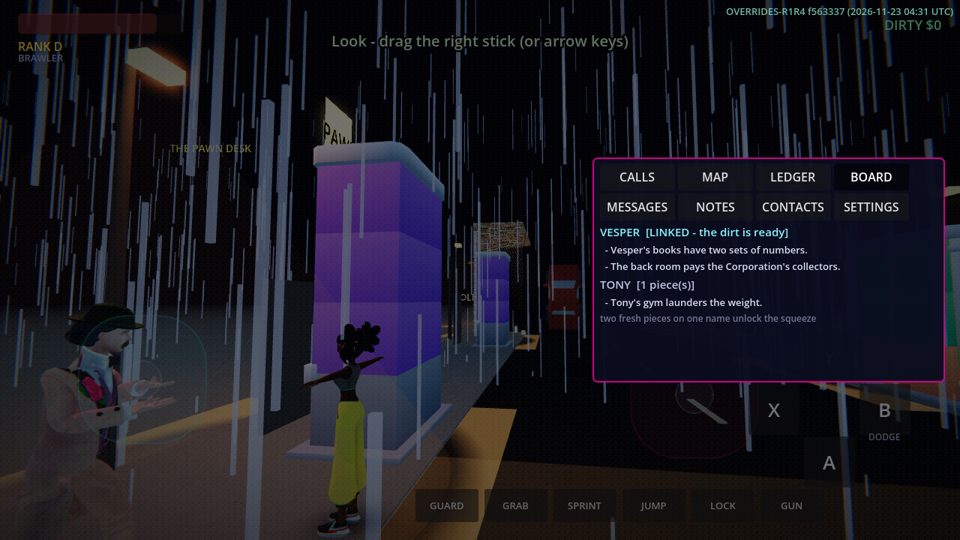 OVERRIDES-R1R4 f563337 (2026-11-23 04:31 UTC)
DIRTY $0
RANK D
BRAWLER
Look - drag the right stick (or arrow keys)
THE PAWN DESK
CALLS MAP LEDGER BOARD
MESSAGES NOTES CONTACTS SETTINGS
VESPER [LINKED - the dirt is ready]
- Vesper's books have two sets of numbers.
- The back room pays the Corporation's collectors.
TONY [1 piece(s)]
- Tony's gym launders the weight.
two fresh pieces on one name unlock the squeeze
X
B
DODGE
A
GUARD GRAB SPRINT JUMP LOCK GUN